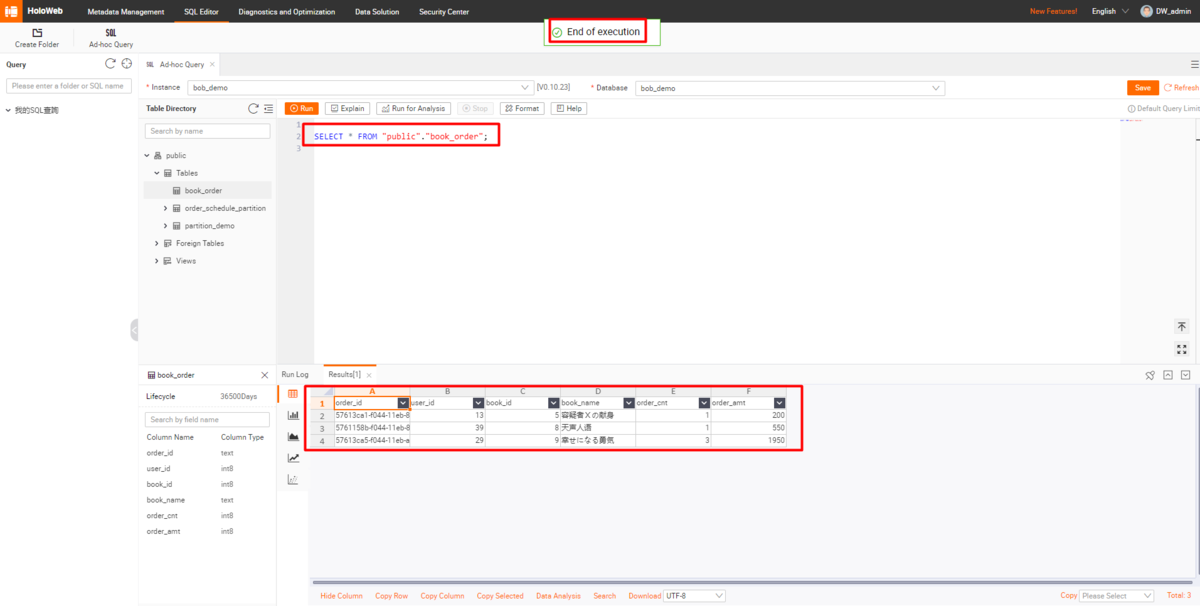 HoloWeb Metadata Management SQL Editor Diagnostics and Optimization Data Solution Security Center New Features! English DW_admin
Create Folder SQL Ad-hoc Query
End of execution
Query
SQL Ad-hoc Query
Please enter a folder or SQL name
* Instance bob_demo [V0.10.23] * Database bob_demo Save Refresh
我的SQL查询
Table Directory
Run Explain Run for Analysis Stop Format Help Default Query Limit
Search by name
1
2 SELECT * FROM "public"."book_order";
3
public
Tables
book_order
order_schedule_partition
partition_demo
Foreign Tables
Views
book_order
Run Log Results[1]
Lifecycle 36500Days
Search by field name
Column Name Column Type
order_id text
user_id int8
book_id int8
book_name text
order_cnt int8
order_amt int8
A B C D E F
1 order_id user_id book_id book_name order_cnt order_amt
2 57613ca1-f044-11eb-8 13 5 容疑者Xの献身 1 200
3 5761158b-f044-11eb-8 39 8 天声人语 1 550
4 57613ca5-f044-11eb-a 29 9 幸せになる勇気 3 1950
Hide Column Copy Row Copy Column Copy Selected Data Analysis Search Download UTF-8 Copy Please Select Total: 3